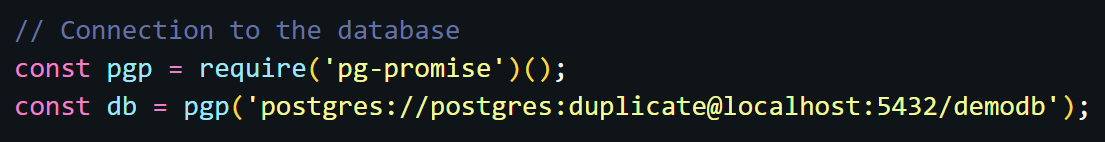 // Connection to the database
const pgp = require('pg-promise')();
const db = pgp('postgres://postgres:duplicate@localhost:5432/demodb');